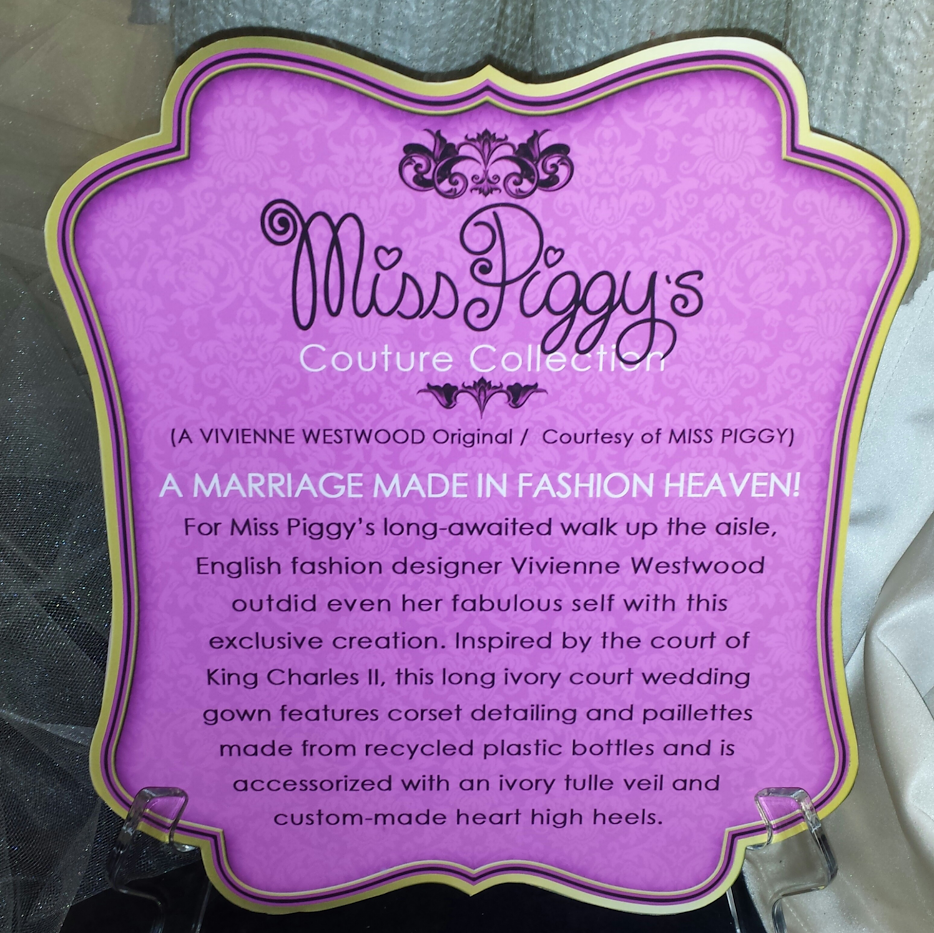 Miss Piggy's
Couture Collection
(A VIVIENNE WESTWOOD Original / Courtesy of MISS PIGGY)
A MARRIAGE MADE IN FASHION HEAVEN!
For Miss Piggy's long-awaited walk up the aisle,
English fashion designer Vivienne Westwood
outdid even her fabulous self with this
exclusive creation. Inspired by the court of
King Charles II, this long ivory court wedding
gown features corset detailing and paillettes
made from recycled plastic bottles and is
accessorized with an ivory tulle veil and
custom-made heart high heels.